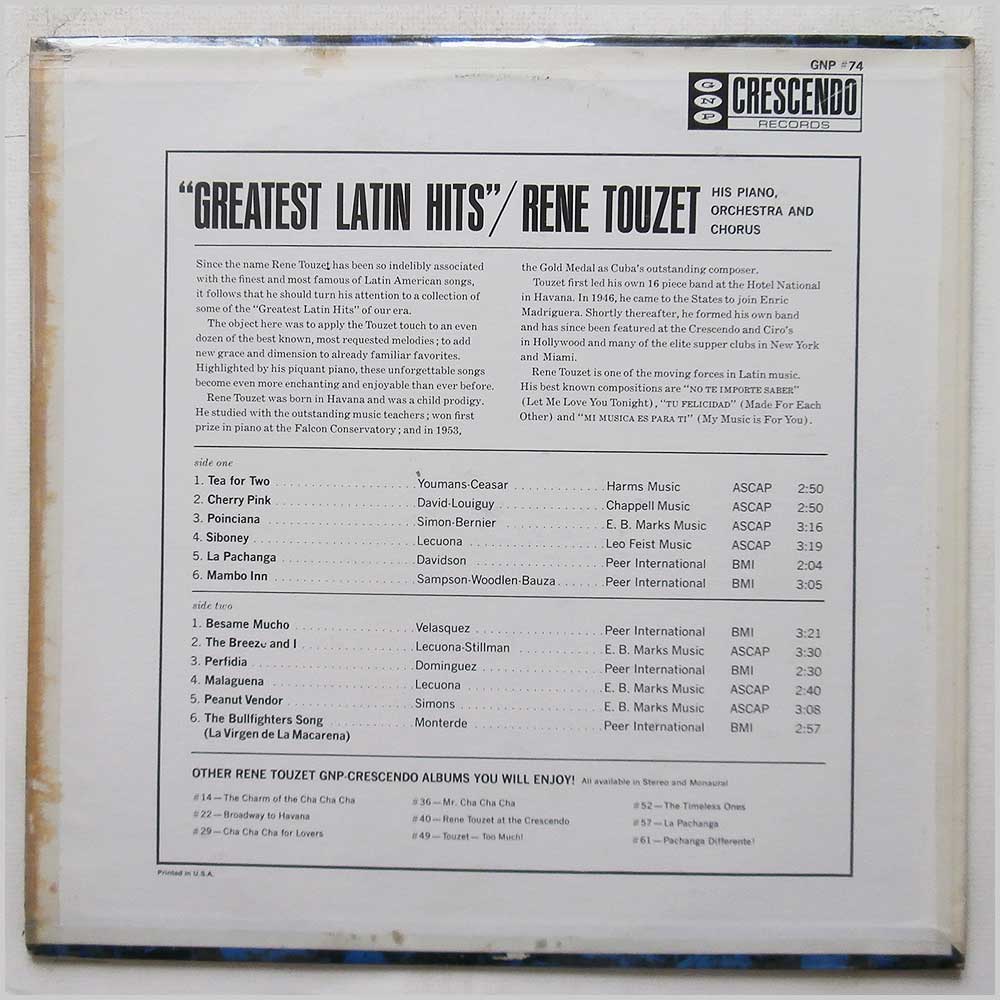 GNP #74
GNP CRESCENDO
RECORDS
"GREATEST LATIN HITS"/RENE TOUZET HIS PIANO, ORCHESTRA AND CHORUS
Since the name Rene Touzet has been so indelibly associated
with the finest and most famous of Latin American songs,
it follows that he should turn his attention to a collection of
some of the "Greatest Latin Hits" of our era.
The object here was to apply the Touzet touch to an even
dozen of the best known, most requested melodies; to add
new grace and dimension to already familiar favorites.
Highlighted by his piquant piano, these unforgettable songs
become even more enchanting and enjoyable than ever before.
Rene Touzet was born in Havana and was a child prodigy.
He studied with the outstanding music teachers; won first
prize in piano at the Falcon Conservatory; and in 1953,
the Gold Medal as Cuba's outstanding composer.
Touzet first led his own 16 piece band at the Hotel National
in Havana. In 1946, he came to the States to join Enric
Madriguera. Shortly thereafter, he formed his own band
and has since been featured at the Crescendo and Ciro's
in Hollywood and many of the elite supper clubs in New York
and Miami.
Rene Touzet is one of the moving forces in Latin music.
His best known compositions are "NO TE IMPORTE SABER"
(Let Me Love You Tonight), "TU FELICIDAD" (Made For Each
Other) and "MI MUSICA ES PARA TI" (My Music is For You).
side one
1. Tea for Two Youmans-Ceasar Harms Music ASCAP 2:50
2. Cherry Pink David-Louiguy Chappell Music ASCAP 2:50
3. Poinciana Simon-Bernier E. B. Marks Music ASCAP 3:16
4. Siboney Lecuona Leo Feist Music ASCAP 3:19
5. La Pachanga Davidson Peer International BMI 2:04
6. Mambo Inn Sampson-Woodlen-Bauza Peer International BMI 3:05
side two
1. Besame Mucho Velasquez Peer International BMI 3:21
2. The Breeze and I Lecuona-Stillman E. B. Marks Music ASCAP 3:30
3. Perfidia Dominguez Peer International BMI 2:30
4. Malaguena Lecuona E. B. Marks Music ASCAP 2:40
5. Peanut Vendor Simons E. B. Marks Music ASCAP 3:08
6. The Bullfighters Song Monterde Peer International BMI 2:57
(La Virgen de La Macarena)
OTHER RENE TOUZET GNP-CRESCENDO ALBUMS YOU WILL ENJOY! All available in Stereo and Monaural
#14—The Charm of the Cha Cha Cha
#22—Broadway to Havana
#29—Cha Cha Cha for Lovers
#36—Mr. Cha Cha Cha
#40—Rene Touzet at the Crescendo
#49—Touzet—Too Much!
#52—The Timeless Ones
#57—La Pachanga
#61—Pachanga Differente!
Printed in U.S.A.